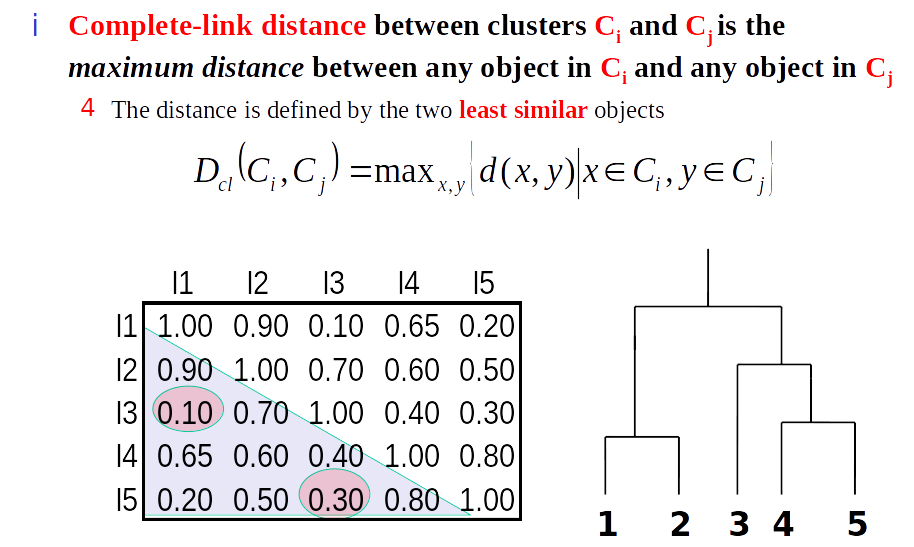 i Complete-link distance between clusters Ci and Cj is the
maximum distance between any object in Ci and any object in Cj
4 The distance is defined by the two least similar objects
Dcl(Ci,Cj)=maxx,y{d(x,y)|x∈Ci,y∈Cj}
I1 I2 I3 I4 I5
I1 1.00 0.90 0.10 0.65 0.20
I2 0.90 1.00 0.70 0.60 0.50
I3 0.10 0.70 1.00 0.40 0.30
I4 0.65 0.60 0.40 1.00 0.80
I5 0.20 0.50 0.30 0.80 1.00
1 2 3 4 5